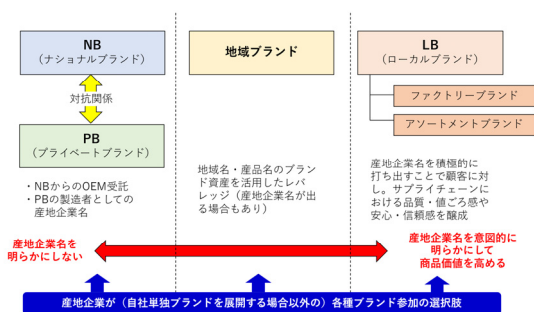 NB
（ナショナルブランド）
対抗関係
PB
（プライベートブランド）
・NBからのOEM受託
・PBの製造者としての
産地企業名
地域ブランド
地域名・産品名のブラン
ド資産を活用したレバ
レッジ（産地企業名が出
る場合もあり）
LB
（ローカルブランド）
ファクトリーブランド
アソートメントブランド
産地企業名を積極的に
打ち出すことで顧客に対
し。サプライチェーンに
おける品質・値ごろ感や
安心・信頼感を醸成
産地企業名を
明らかにしない
産地企業名を意図的に
明らかにして
商品価値を高める
産地企業が（自社単独ブランドを展開する場合以外の）各種ブランド参加の選択肢